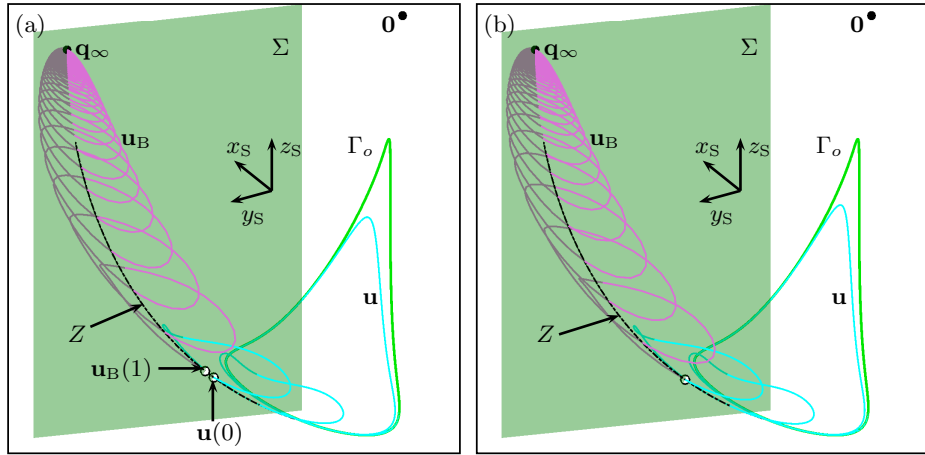 (a)
0
q∞
Σ
u_B
x_S
z_S
y_S
Γ_o
u
Z
u_B(1)
u(0)
(b)
0
q∞
Σ
u_B
x_S
z_S
y_S
Γ_o
u
Z